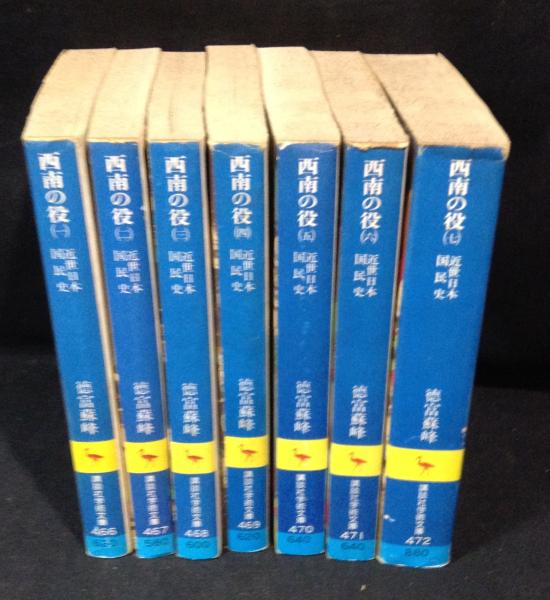 西南の役(一)
近世日本
国民史
徳富蘇峰
講談社学術文庫
466
西南の役(二)
近世日本
国民史
徳富蘇峰
講談社学術文庫
467
580
西南の役(三)
近世日本
国民史
徳富蘇峰
講談社学術文庫
468
600
西南の役(四)
近世日本
国民史
徳富蘇峰
講談社学術文庫
469
620
西南の役(五)
近世日本
国民史
徳富蘇峰
講談社学術文庫
470
640
西南の役(六)
近世日本
国民史
徳富蘇峰
講談社学術文庫
471
640
西南の役(七)
近世日本
国民史
徳富蘇峰
講談社学術文庫
472
880